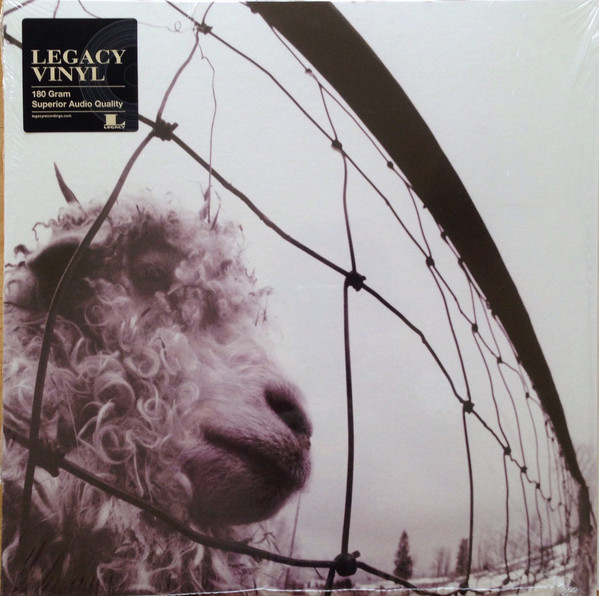 LEGACY
VINYL
180 Gram
Superior Audio Quality
legacyrecordings.com
L
LEGACY